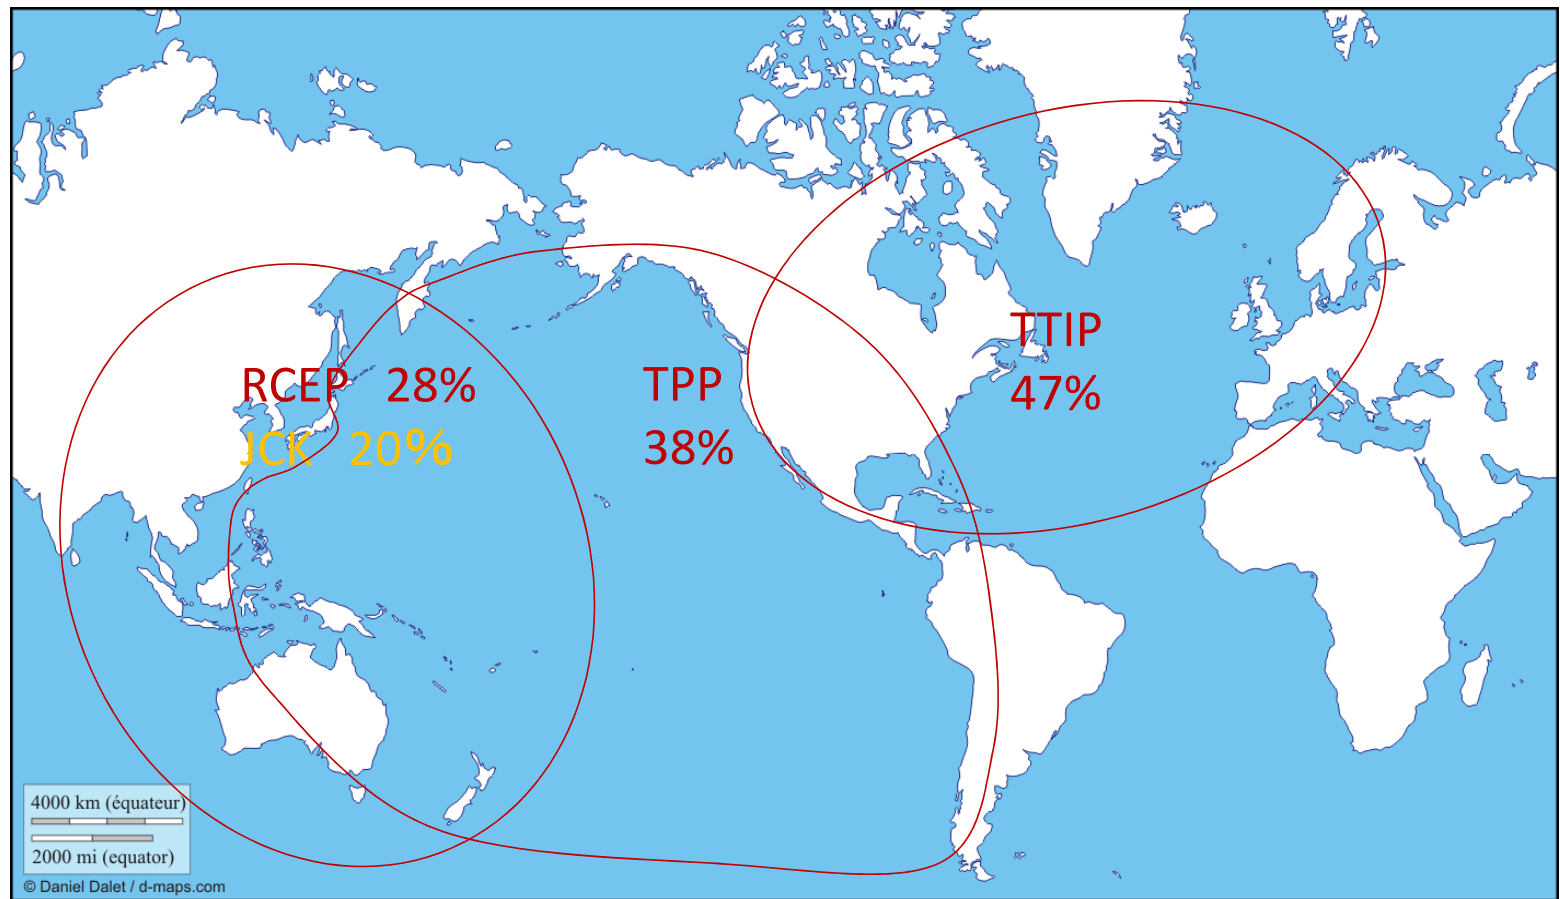 RCEP 28%
JCK 20%
TPP
38%
TTIP
47%
4000 km (équateur)
2000 mi (equator)
© Daniel Dalet / d-maps.com